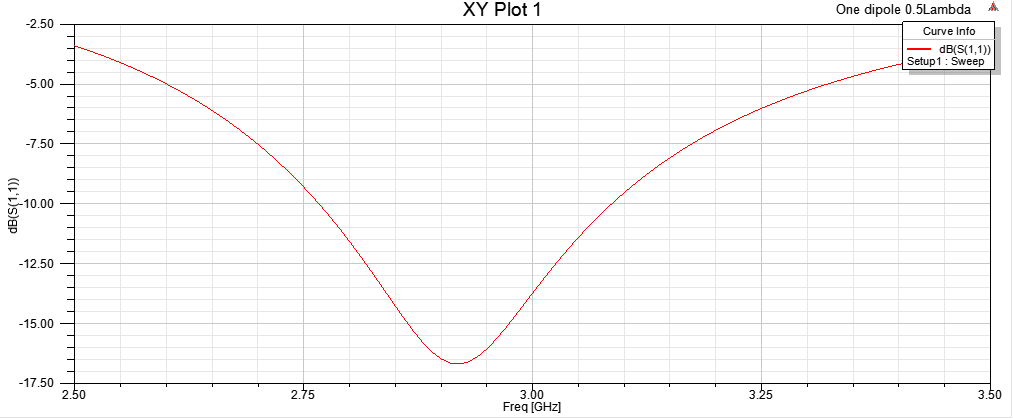 XY Plot 1
One dipole 0.5Lambda
Curve Info
dB(S(1,1))
Setup1 : Sweep
dB(S(1,1))
-2.50
-5.00
-7.50
-10.00
-12.50
-15.00
-17.50
2.50 2.75 3.00 3.25 3.50
Freq [GHz]